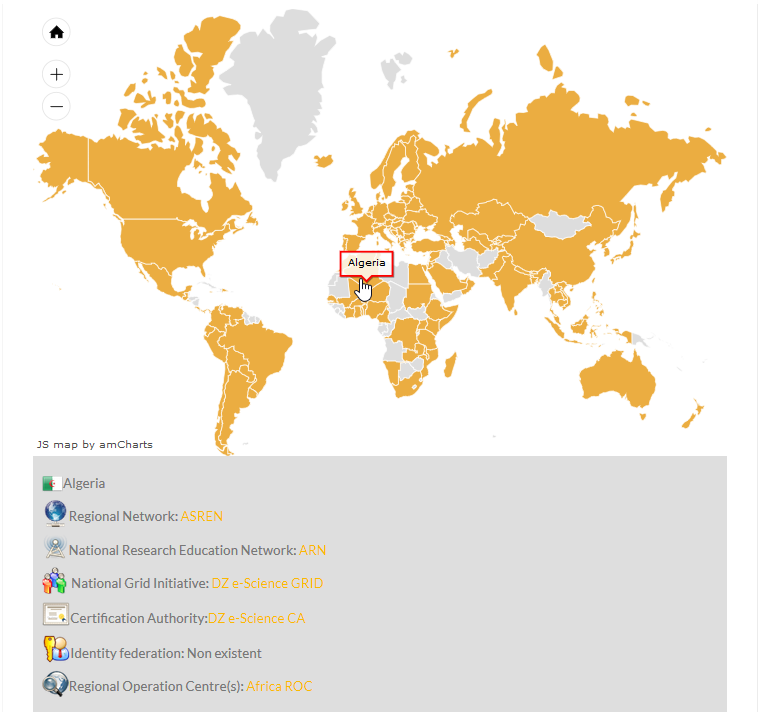 Algeria
JS map by amCharts
Algeria
Regional Network: ASREN
National Research Education Network: ARN
National Grid Initiative: DZ e-Science GRID
Certification Authority:DZ e-Science CA
Identity federation: Non existent
Regional Operation Centre(s): Africa ROC